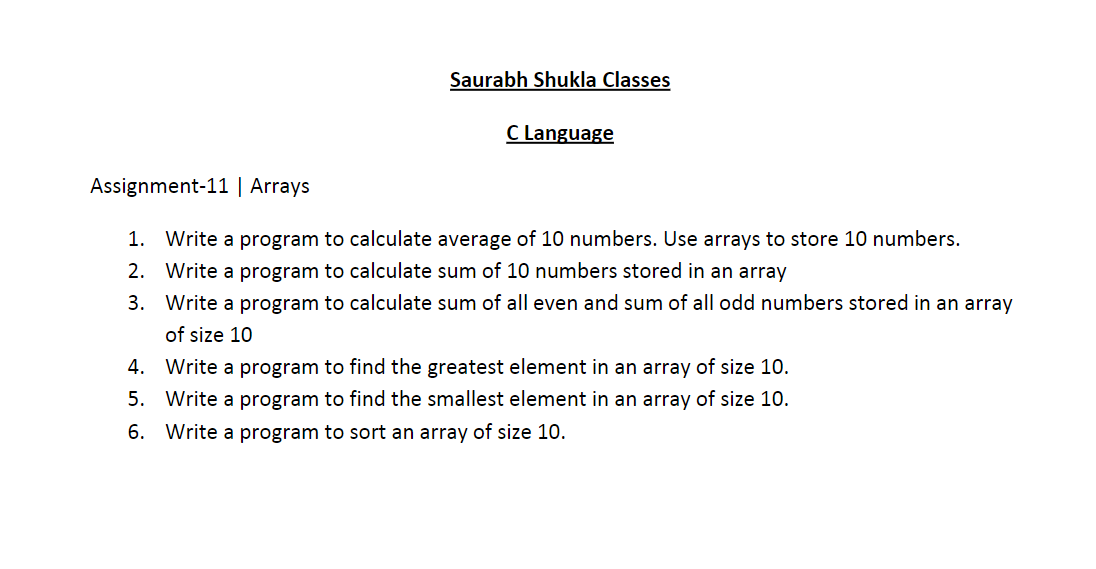 Saurabh Shukla Classes
C Language
Assignment-11 | Arrays
1. Write a program to calculate average of 10 numbers. Use arrays to store 10 numbers.
2. Write a program to calculate sum of 10 numbers stored in an array
3. Write a program to calculate sum of all even and sum of all odd numbers stored in an array
of size 10
4. Write a program to find the greatest element in an array of size 10.
5. Write a program to find the smallest element in an array of size 10.
6. Write a program to sort an array of size 10.